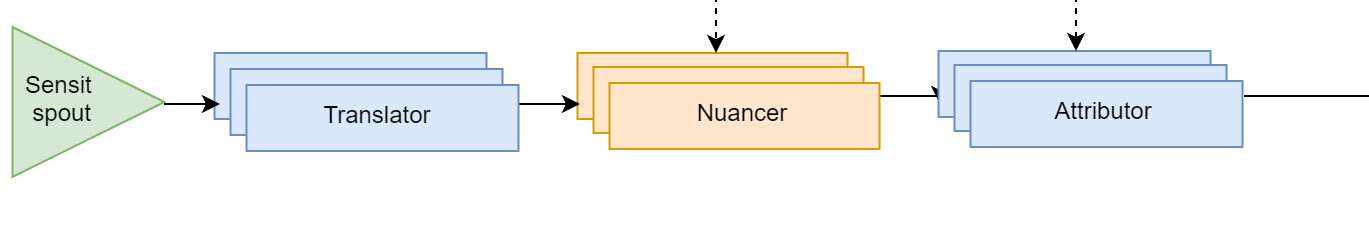 Sensit
spout
Translator
Nuancer
Attributor